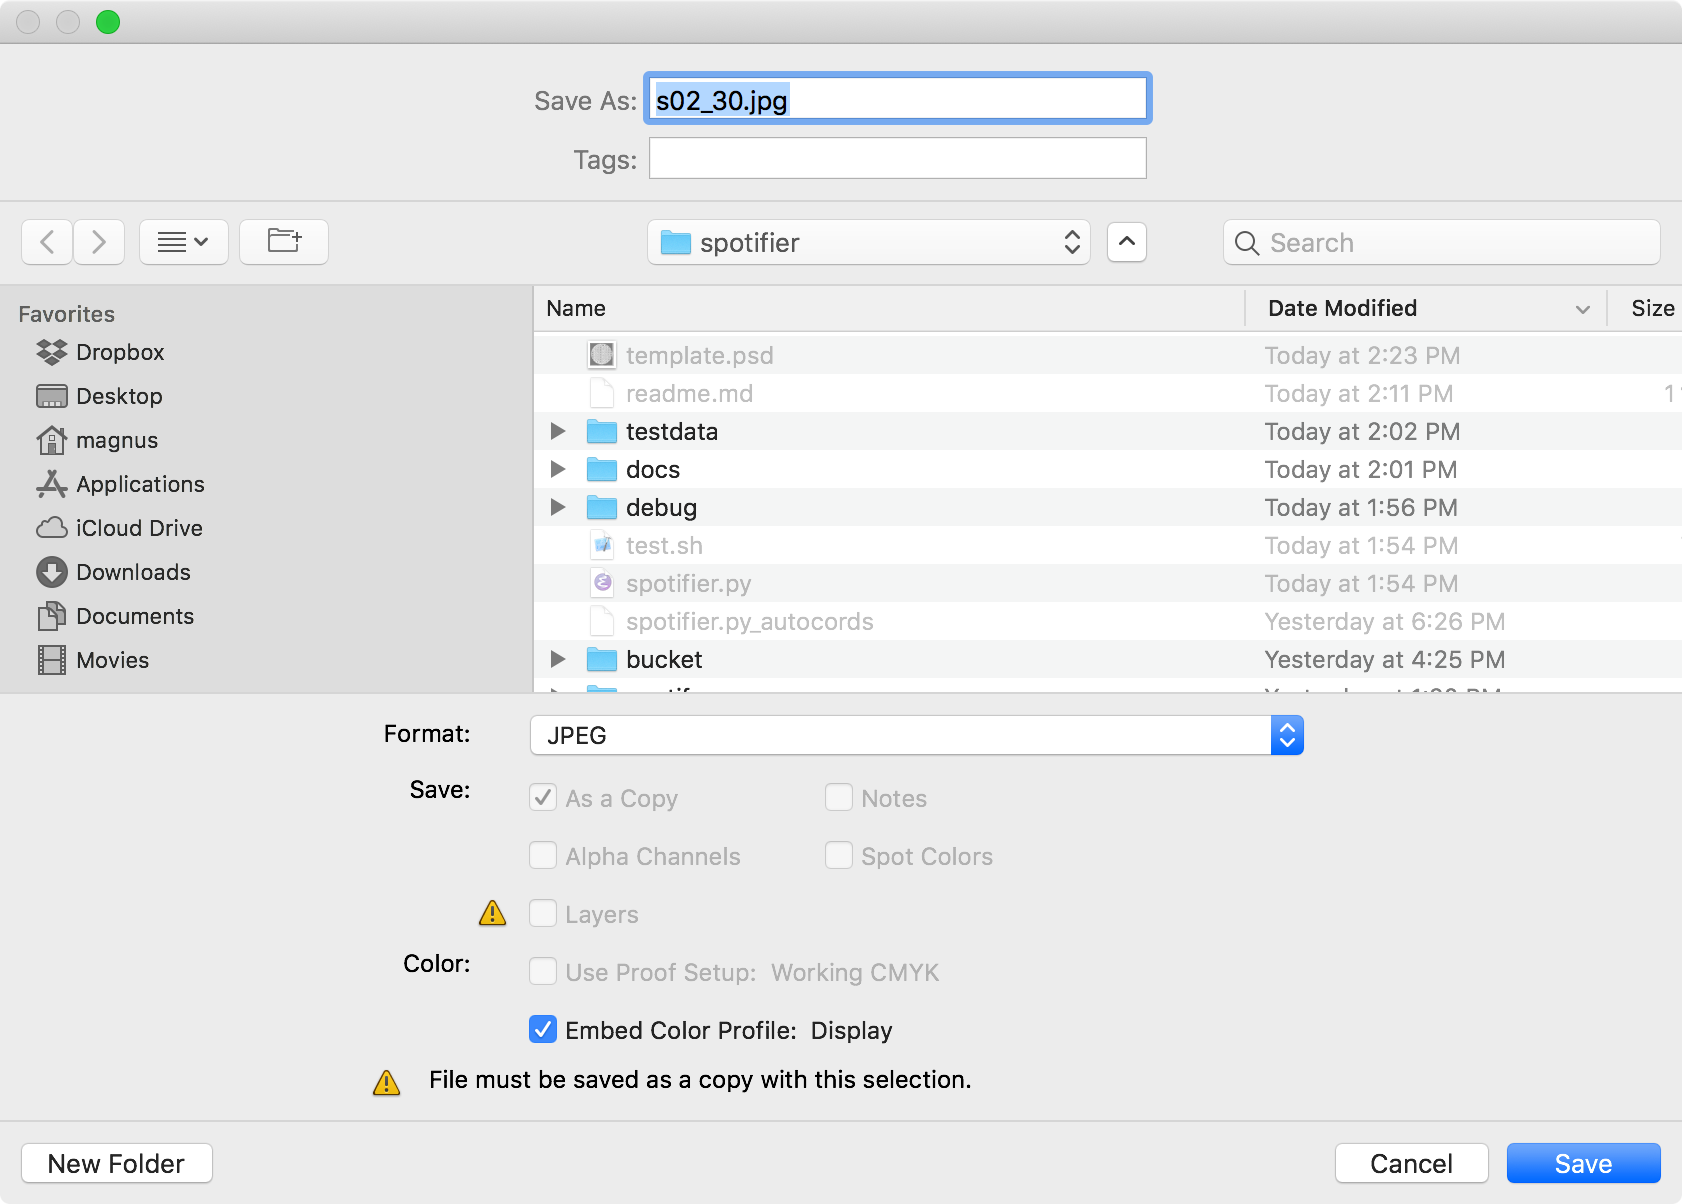 Save As: s02_30.jpg
Tags:
spotifier
Search
Favorites
Dropbox
Desktop
magnus
Applications
iCloud Drive
Downloads
Documents
Movies
Name Date Modified Size
template.psd Today at 2:23 PM
readme.md Today at 2:11 PM
testdata Today at 2:02 PM
docs Today at 2:01 PM
debug Today at 1:56 PM
test.sh Today at 1:54 PM
spotifier.py Today at 1:54 PM
spotifier.py_autocords Yesterday at 6:26 PM
bucket Yesterday at 4:25 PM
Format: JPEG
Save: As a Copy Notes
Alpha Channels Spot Colors
Layers
Color: Use Proof Setup: Working CMYK
Embed Color Profile: Display
File must be saved as a copy with this selection.
New Folder Cancel Save